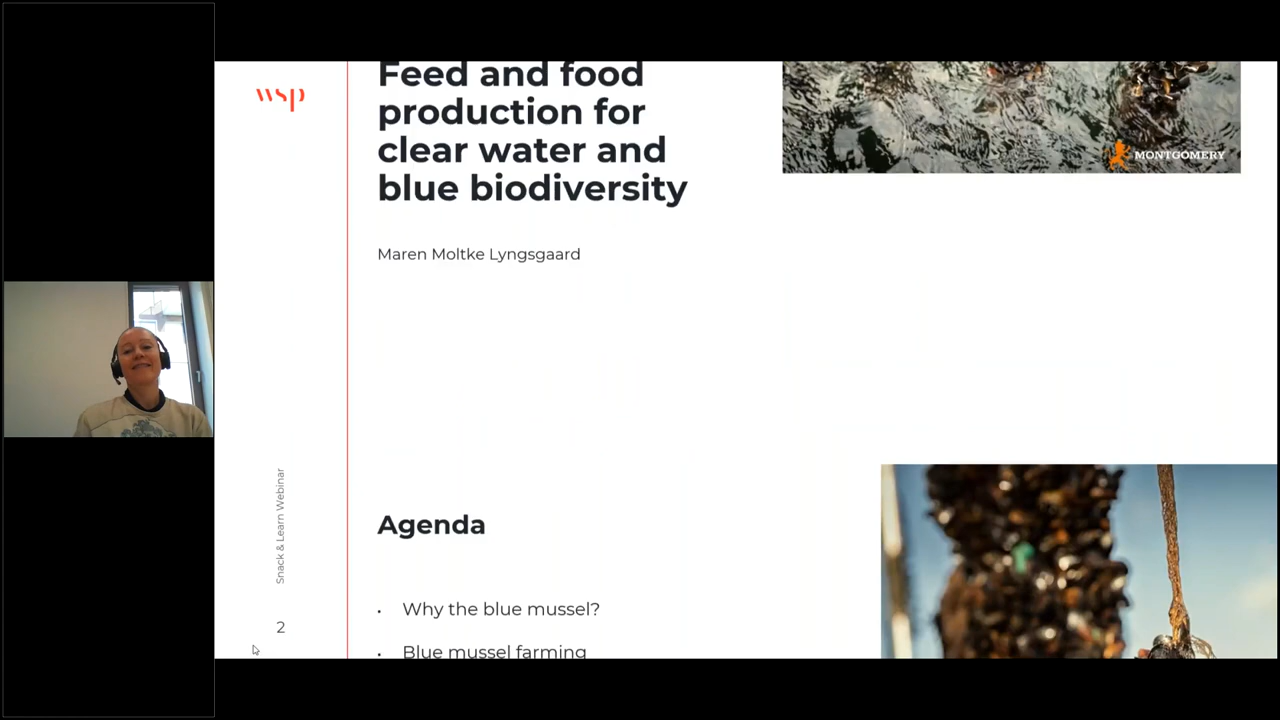 wsp
Feed and food
production for
clear water and
blue biodiversity
MONTGOMERY
Maren Moltke Lyngsgaard
Snack & Learn Webinar
2
Agenda
• Why the blue mussel?
• Blue mussel farming